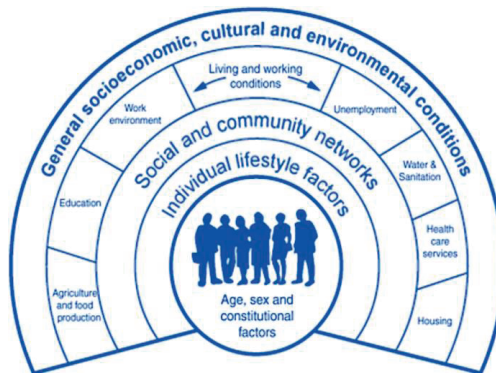 General socioeconomic, cultural and environmental conditions
Living and working
conditions
Work
environment
Unemployment
Education
Water &
Sanitation
Agriculture
and food
production
Health
care
services
Housing
Social and community networks
Individual lifestyle factors
Age, sex and
constitutional
factors